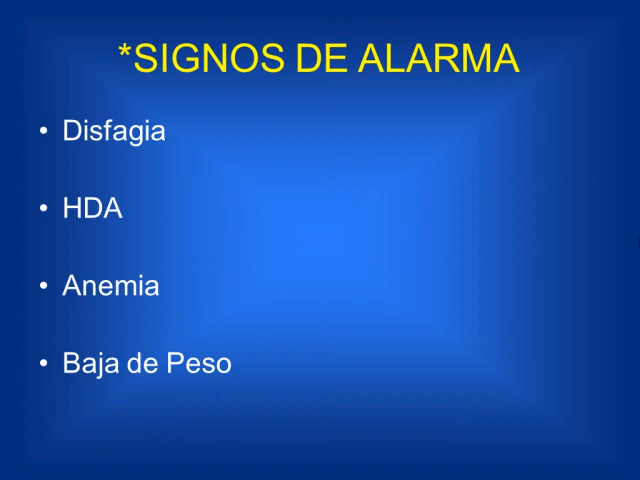 *SIGNOS DE ALARMA
• Disfagia
• HDA
• Anemia
• Baja de Peso